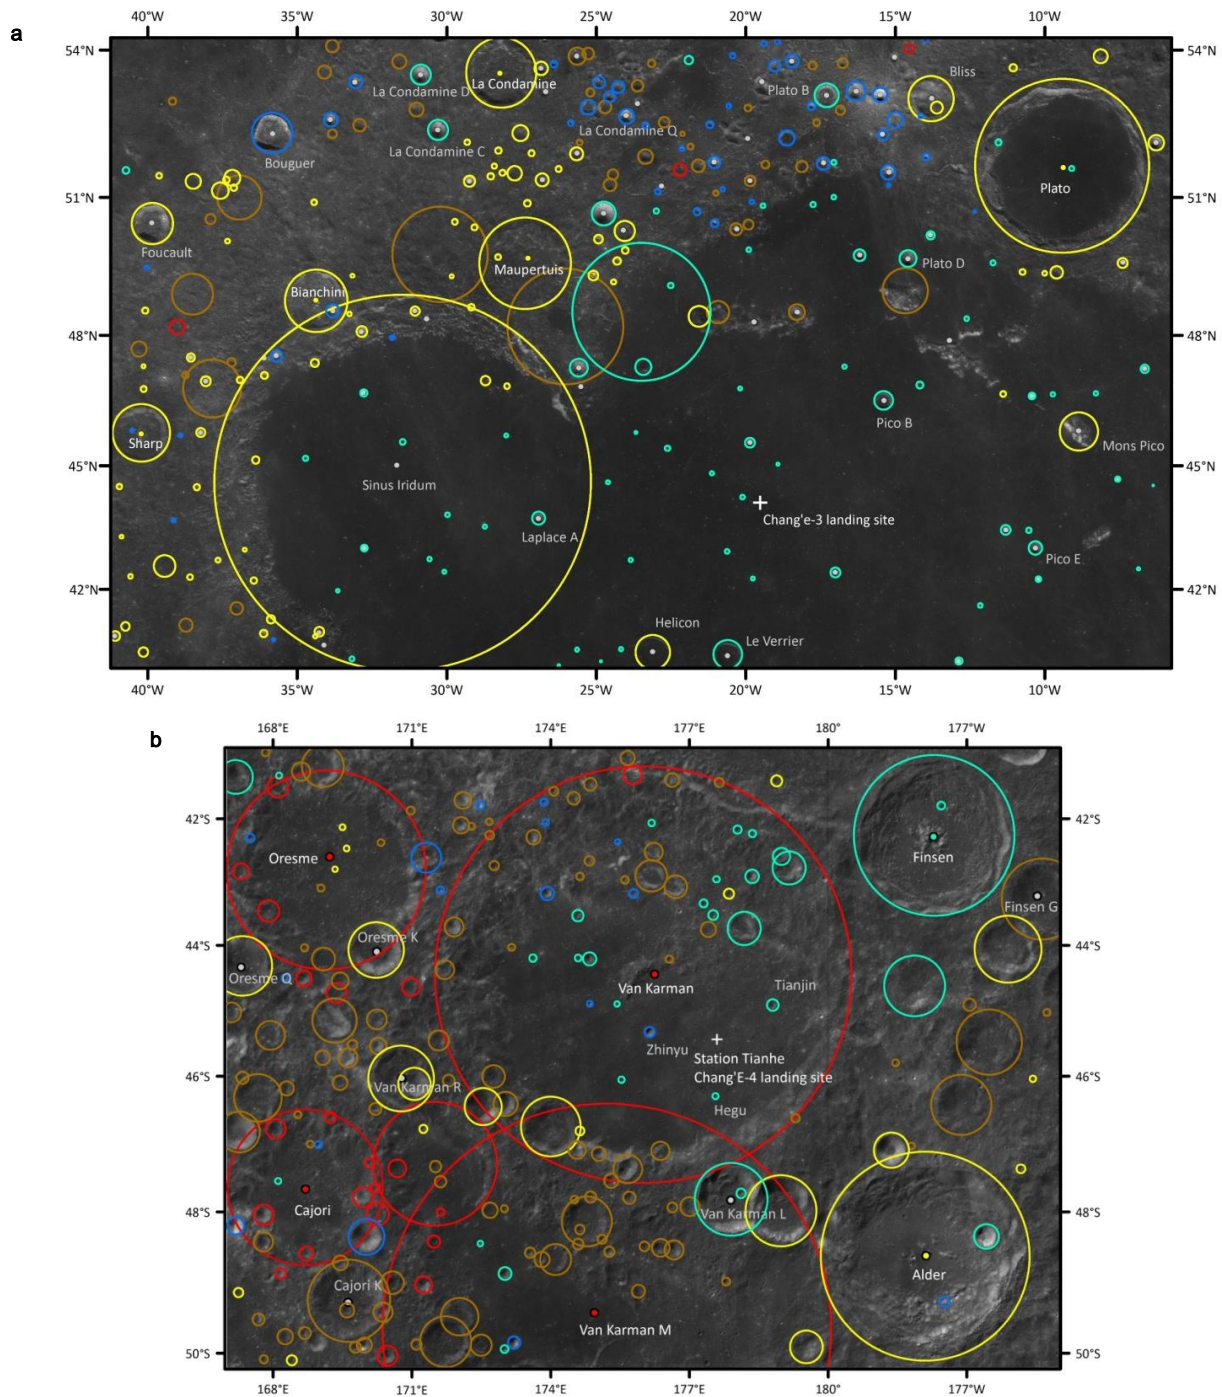 a
40°W 35°W 30°W 25°W 20°W 15°W 10°W
54°N 54°N
La Condamine D
La Condamine
Plato B
Bliss
La Condamine C
La Condamine Q
Bouguer
51°N 51°N
Plato
Foucault
Maupertuis
Plato D
Bianchini
48°N 48°N
Pico B
Sharp
Mons Pico
45°N 45°N
Sinus Iridum
Chang'e-3 landing site
Laplace A
Pico E
42°N 42°N
Helicon
Le Verrier
40°W 35°W 30°W 25°W 20°W 15°W 10°W
b
168°E 171°E 174°E 177°E 180° 177°W
42°S 42°S
Oresme
Finsen
Finsen G
44°S 44°S
Oresme K
Oresme Q
Van Karman
Tianjin
Zhinyu
Station Tianhe
Chang'E-4 landing site
46°S 46°S
Van Karman R
Hegu
Cajori
48°S 48°S
Van Karman L
Alder
Cajori K
Van Karman M
50°S 50°S
168°E 171°E 174°E 177°E 180° 177°W